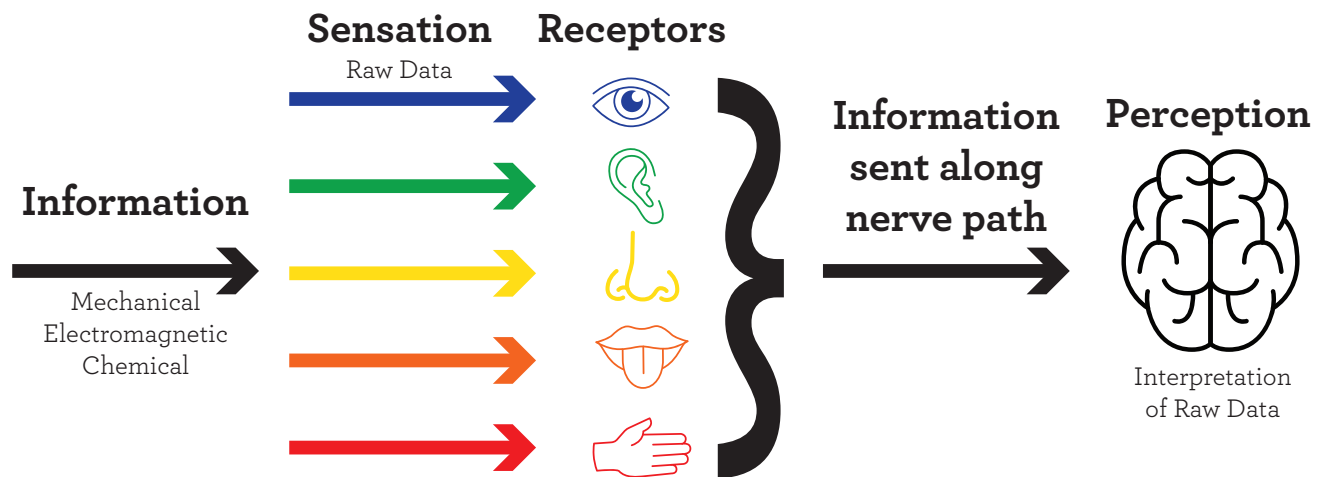 Sensation
Raw Data
Receptors
Information
Mechanical
Electromagnetic
Chemical
Information
sent along
nerve path
Perception
Interpretation
of Raw Data